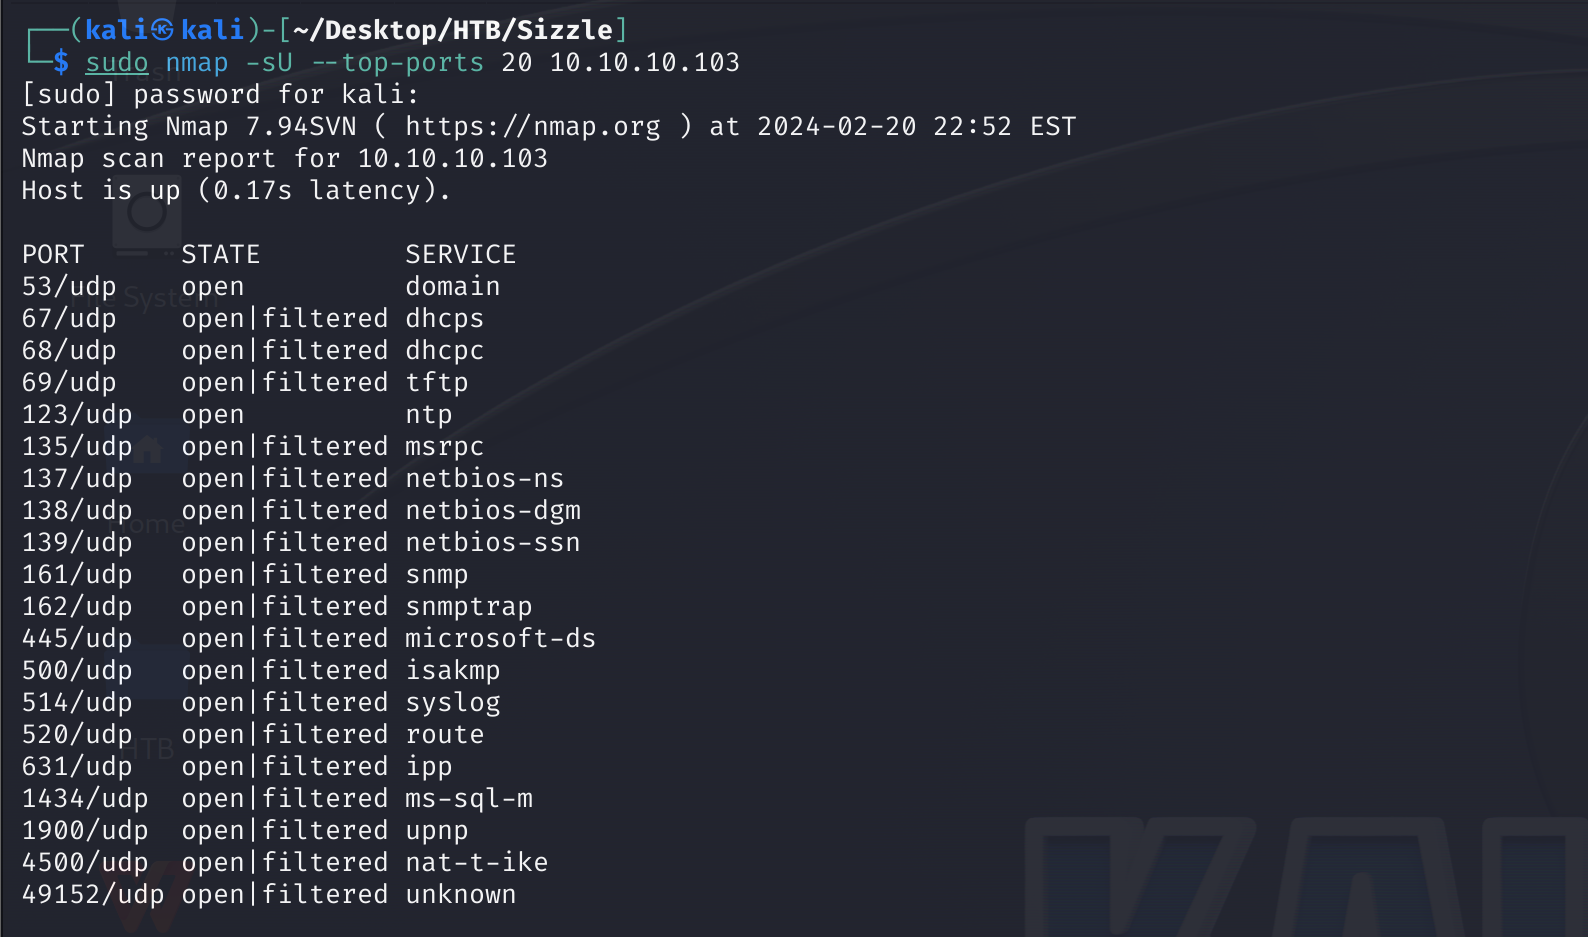 ┌──(kali㉿kali)-[~/Desktop/HTB/Sizzle]
└─$ sudo nmap -sU --top-ports 20 10.10.10.103
[sudo] password for kali:
Starting Nmap 7.94SVN ( https://nmap.org ) at 2024-02-20 22:52 EST
Nmap scan report for 10.10.10.103
Host is up (0.17s latency).
PORT      STATE         SERVICE
53/udp    open          domain
File System
67/udp    open|filtered dhcps
68/udp    open|filtered dhcpc
69/udp    open|filtered tftp
123/udp   open          ntp
135/udp   open|filtered msrpc
137/udp   open|filtered netbios-ns
138/udp   open|filtered netbios-dgm
Home
139/udp   open|filtered netbios-ssn
161/udp   open|filtered snmp
162/udp   open|filtered snmptrap
445/udp   open|filtered microsoft-ds
500/udp   open|filtered isakmp
514/udp   open|filtered syslog
520/udp   open|filtered route
HTB
631/udp   open|filtered ipp
1434/udp  open|filtered ms-sql-m
1900/udp  open|filtered upnp
4500/udp  open|filtered nat-t-ike
49152/udp open|filtered unknown